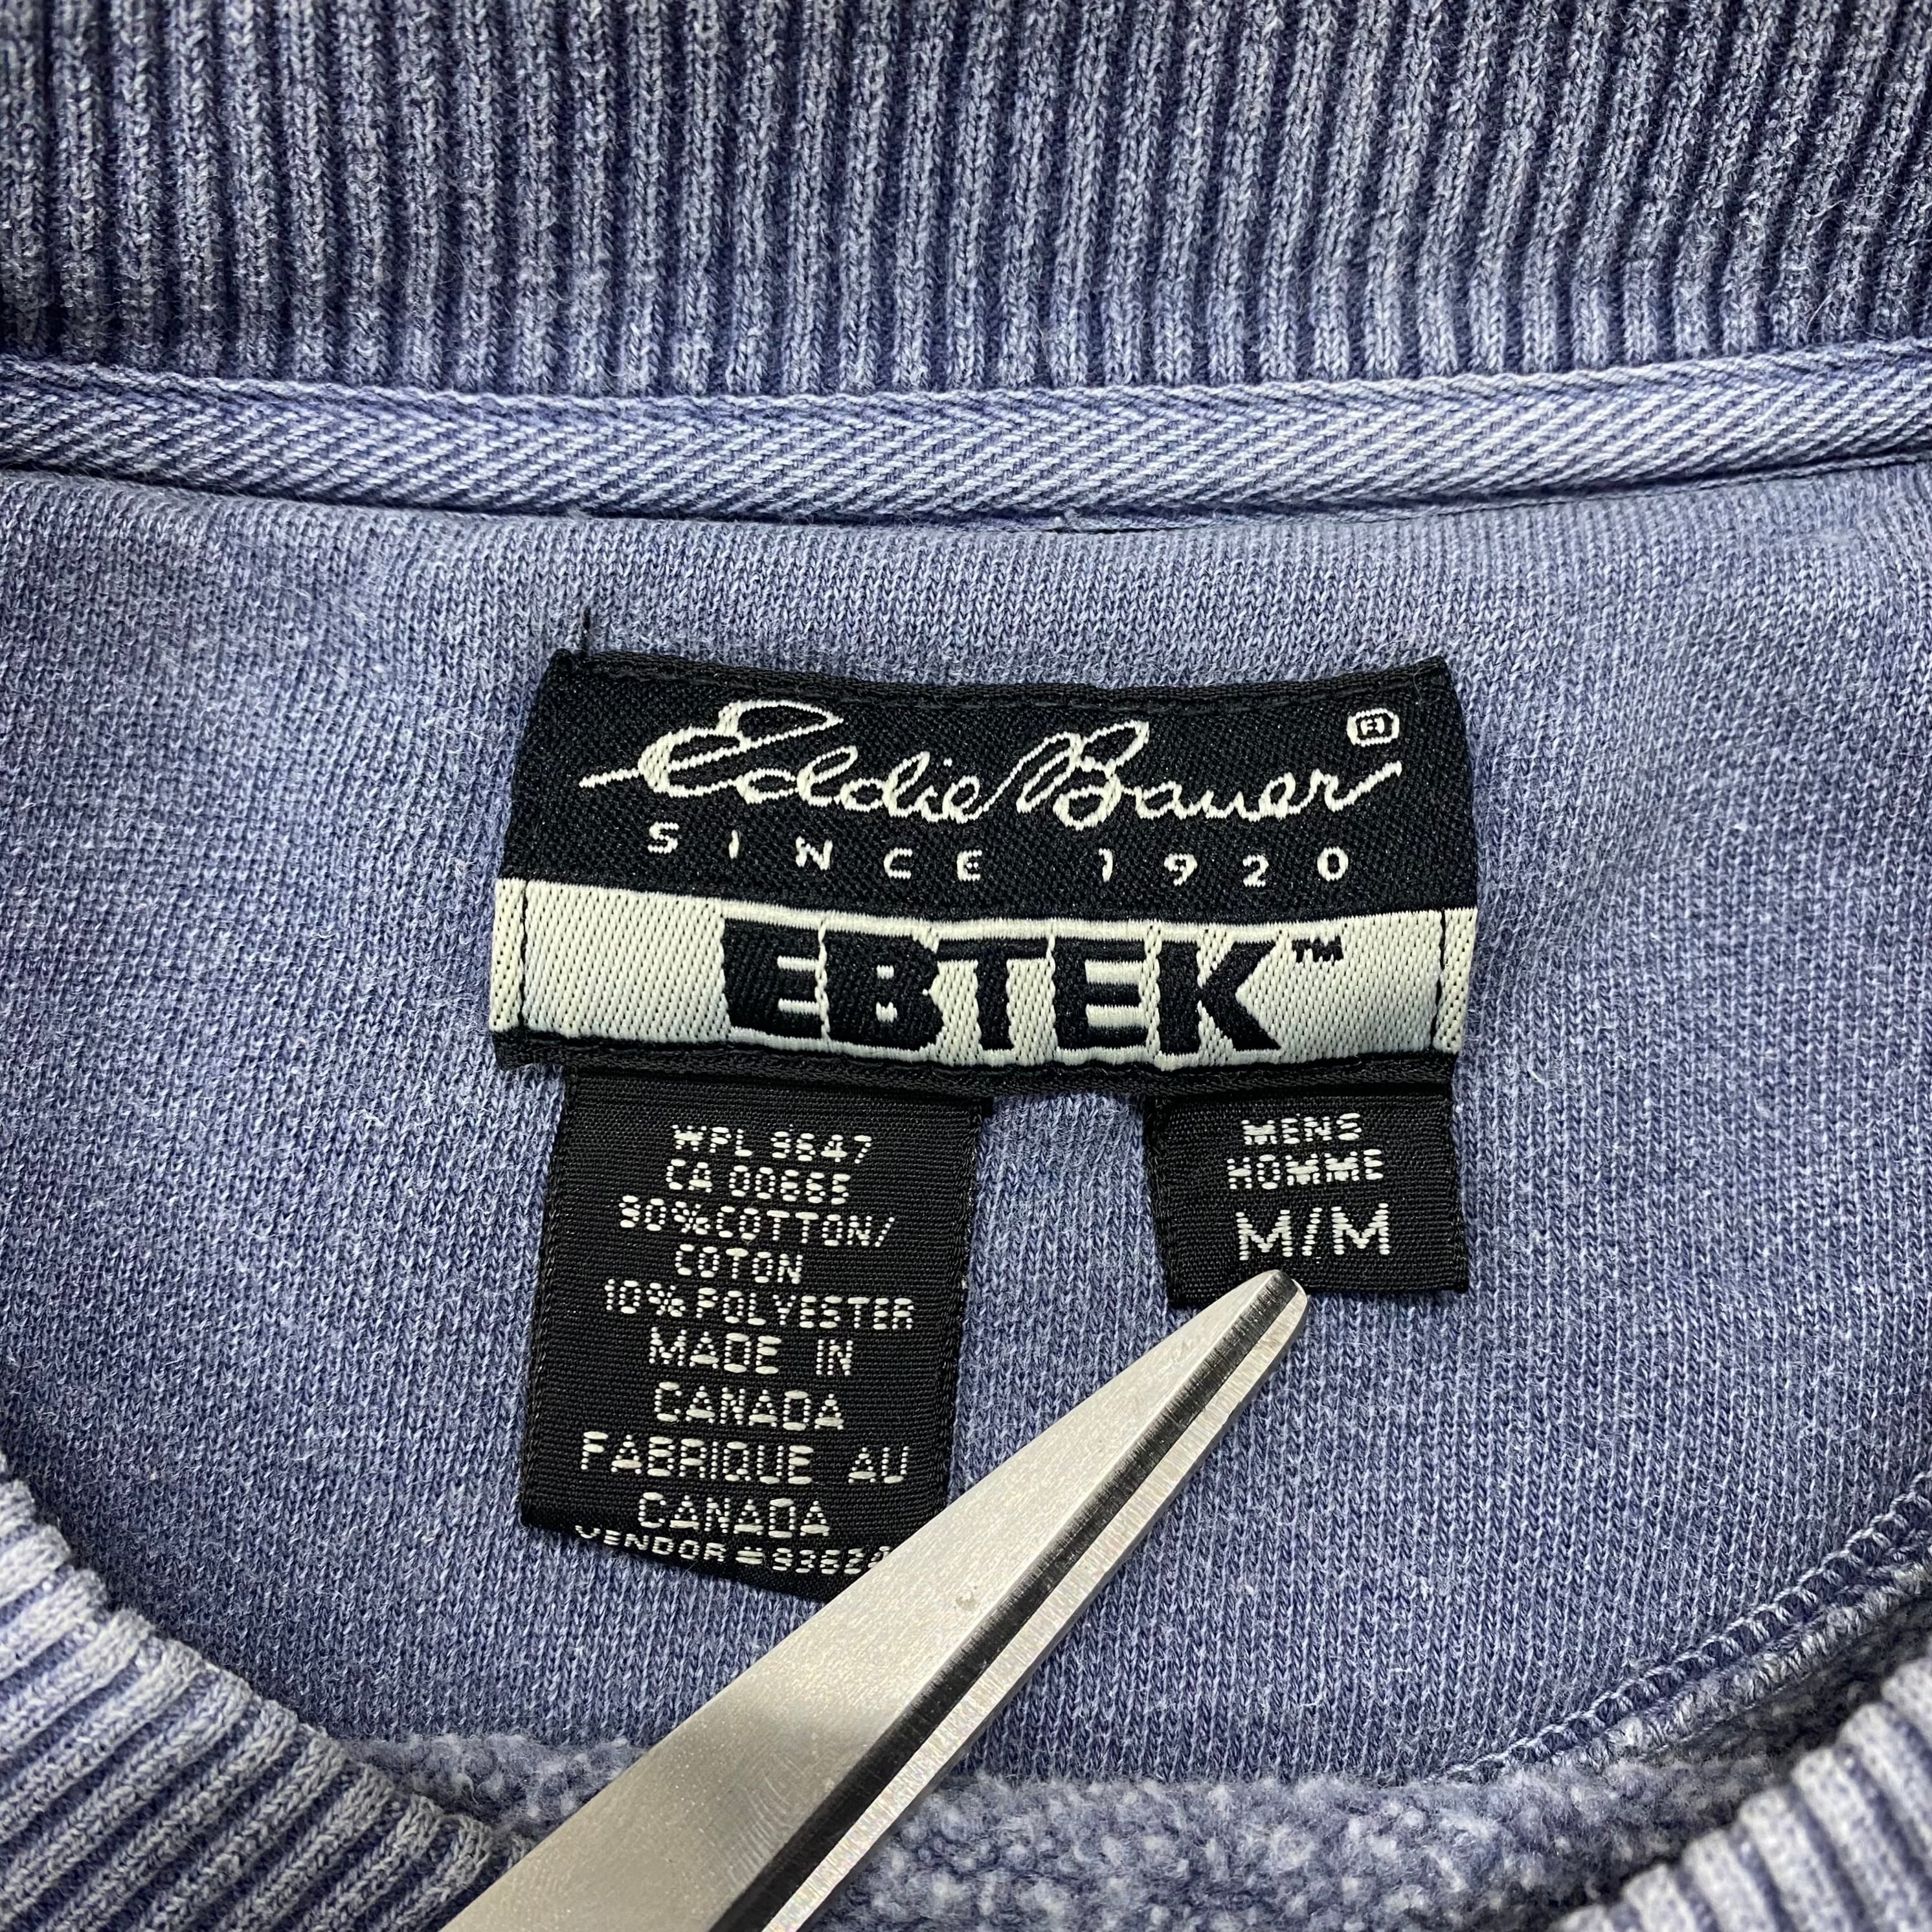 Eddie Bauer®
SINCE 1920
EBTEK™
WPL 9647
CA 00665
90%COTTON/
COTON
10%POLYESTER
MADE IN
CANADA
FABRIQUE AU
CANADA
VENDOR
MENS
HOMME
M/M